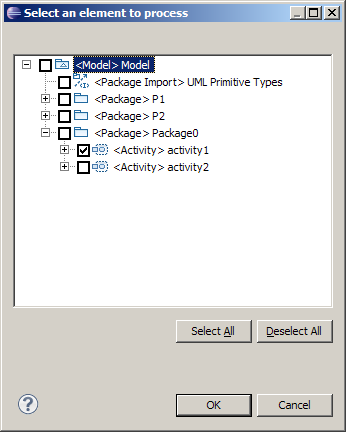 Select an element to process
<Model> Model
<Package Import> UML Primitive Types
<Package> P1
<Package> P2
<Package> Package0
<Activity> activity1
<Activity> activity2
Select All
Deselect All
?
OK
Cancel